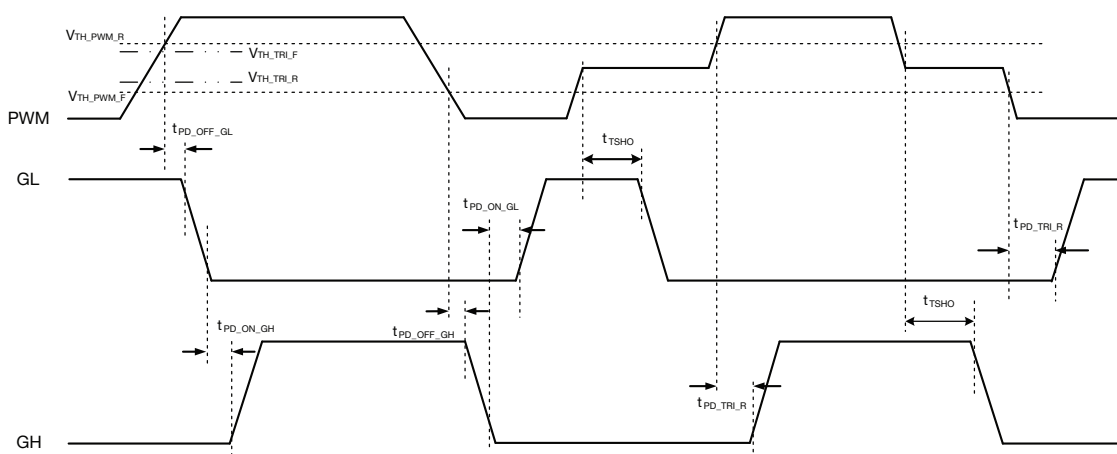 VTH_PWM_R
VTH_TRI_F
VTH_TRI_R
VTH_PWM_F
PWM
tPD_OFF_GL
tTSHO
GL
tPD_ON_GL
tPD_TRI_R
tTSHO
tPD_ON_GH
tPD_OFF_GH
tPD_TRI_R
GH